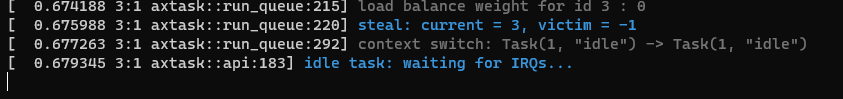 [  0.674188 3:1 axtask::run_queue:215] load balance weight for id 3 : 0
[  0.675988 3:1 axtask::run_queue:220] steal: current = 3, victim = -1
[  0.677263 3:1 axtask::run_queue:292] context switch: Task(1, "idle") -> Task(1, "idle")
[  0.679345 3:1 axtask::api:183] idle task: waiting for IRQs...